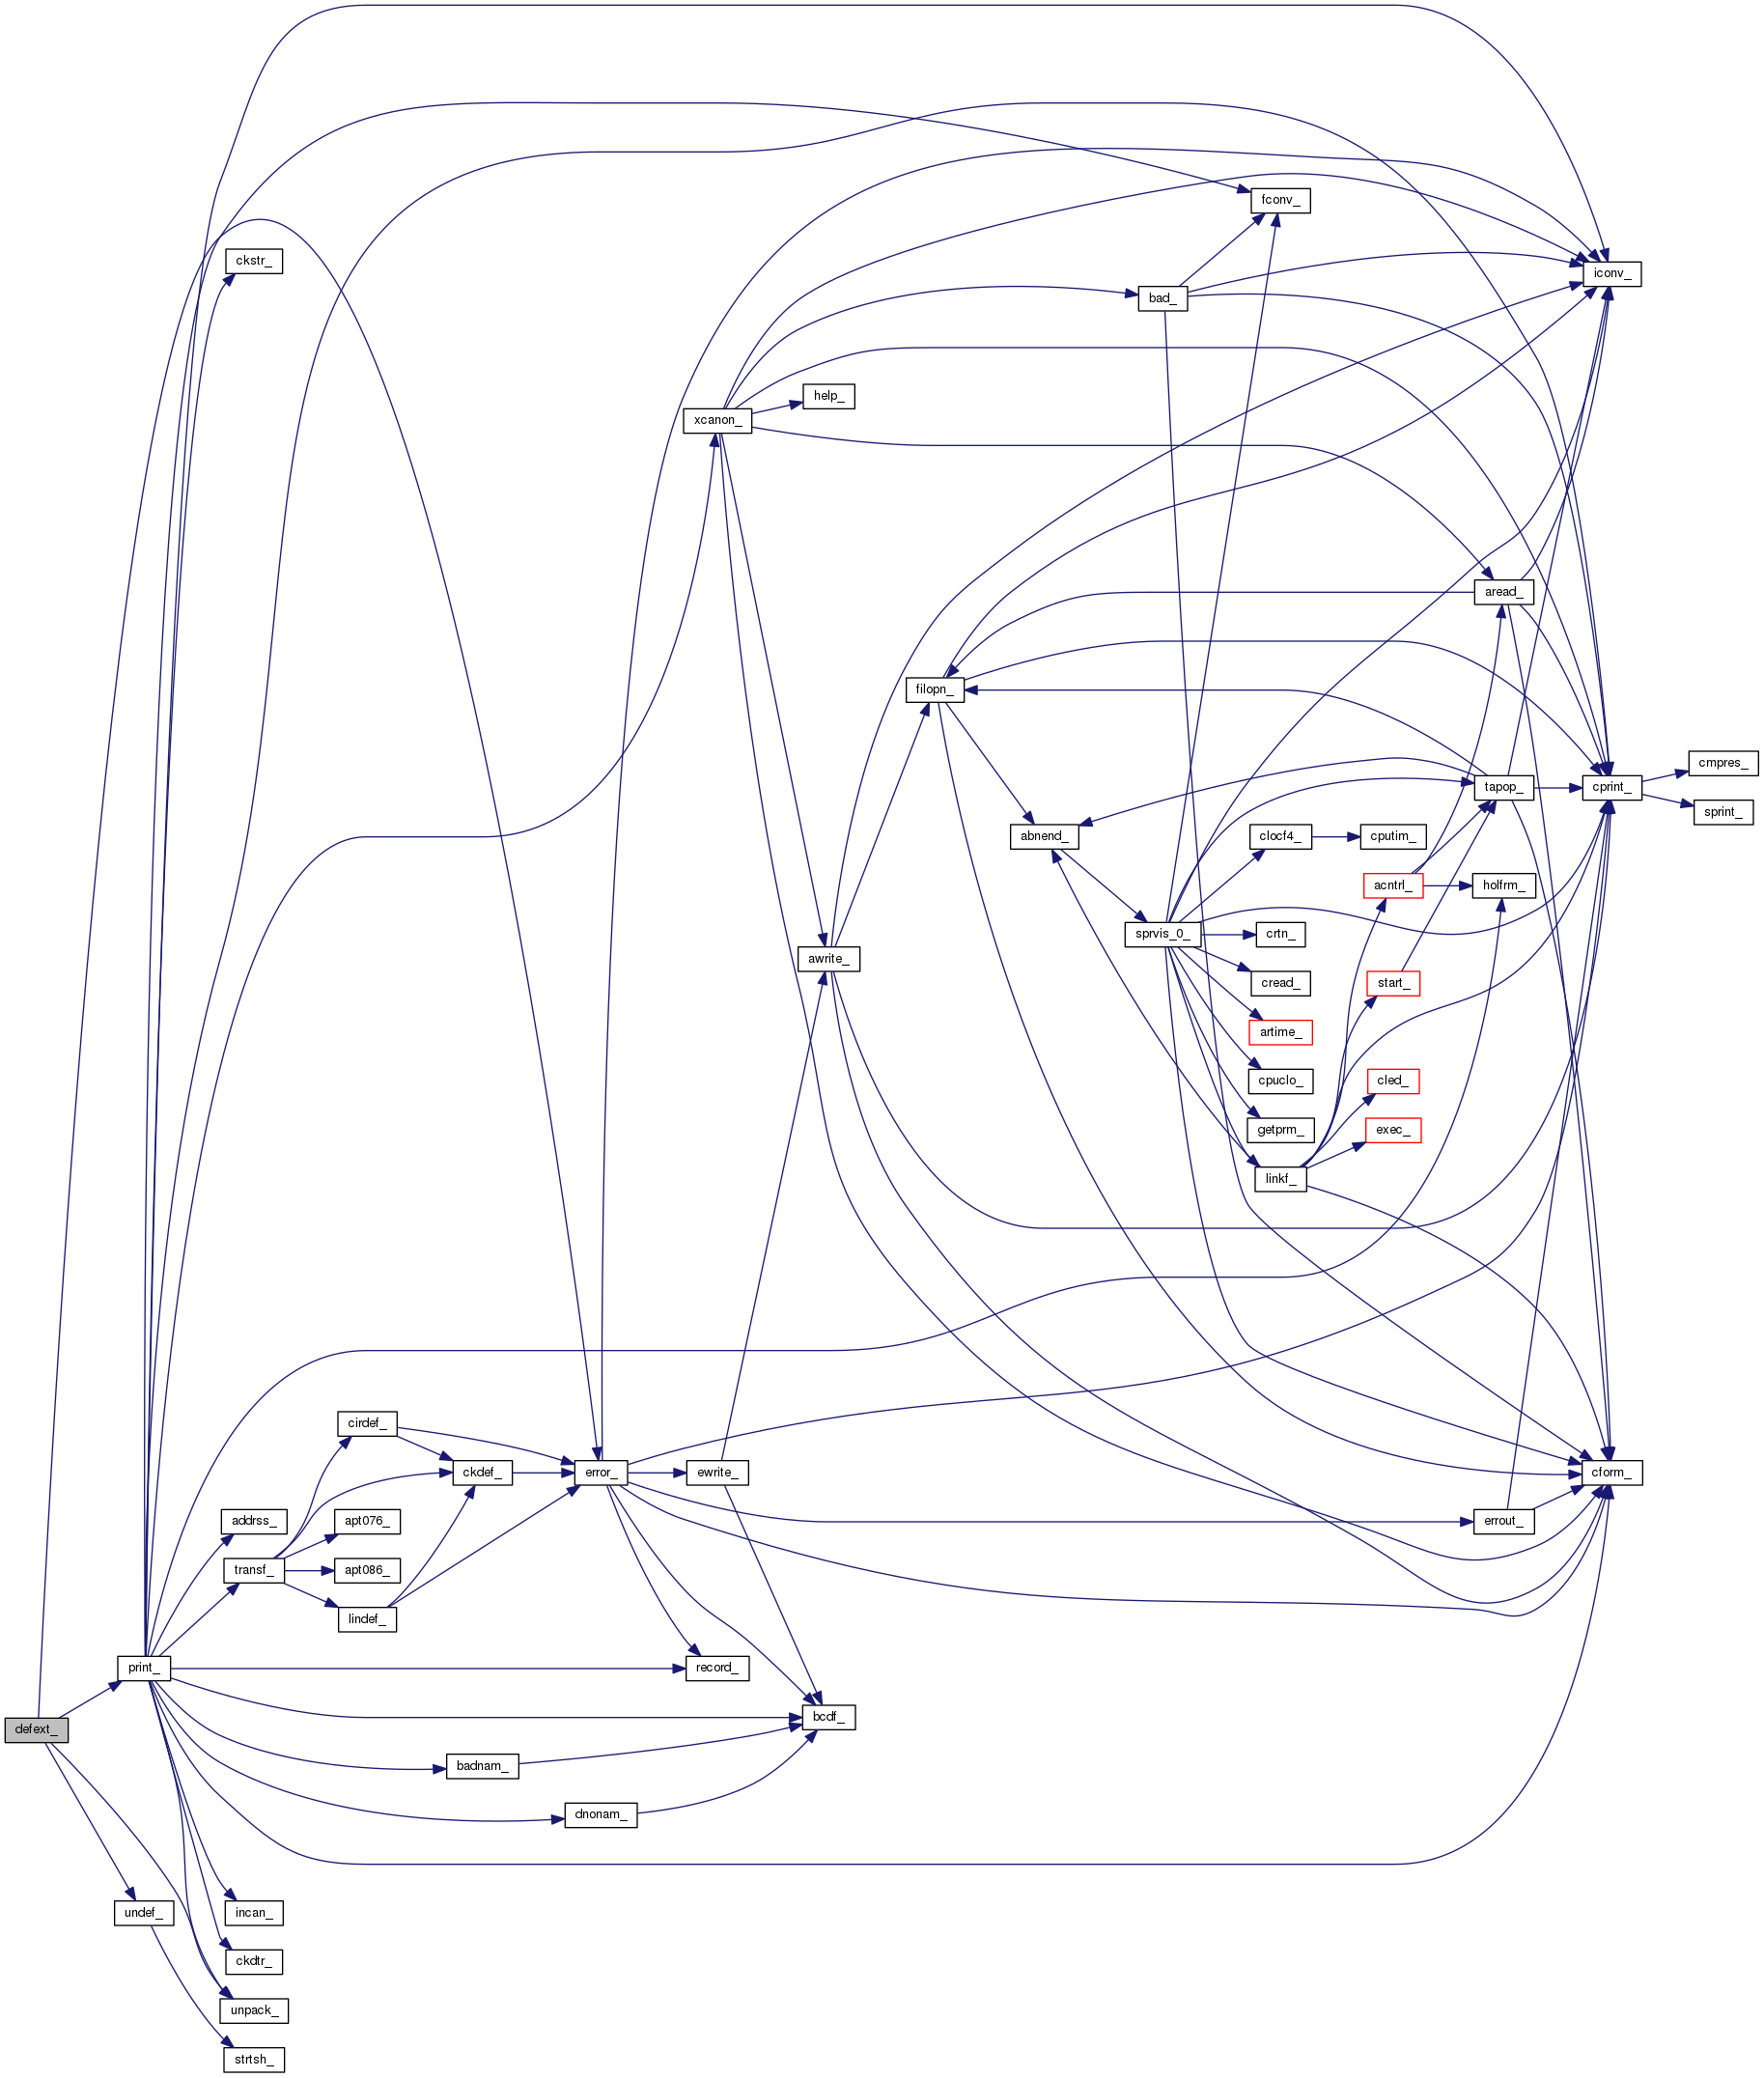 fconv_
ckstr_
iconv_
bad_
help_
xcanon_
aread_
filopn_
cmpres_
tapop_
cprint_
sprint_
abnend_
clocf4_
cputim_
acntrl_
holfrm_
sprvis_0_
crtn_
awrite_
cread_
start_
artime_
cpuclo_
cled_
getprm_
exec_
linkf_
cirdef_
ckdef_
error_
ewrite_
cform_
addrss_
apt076_
errout_
transf_
apt086_
lindef_
print_
record_
bcdf_
defext_
badnam_
dnonam_
undef_
incan_
ckdtr_
unpack_
strtsh_